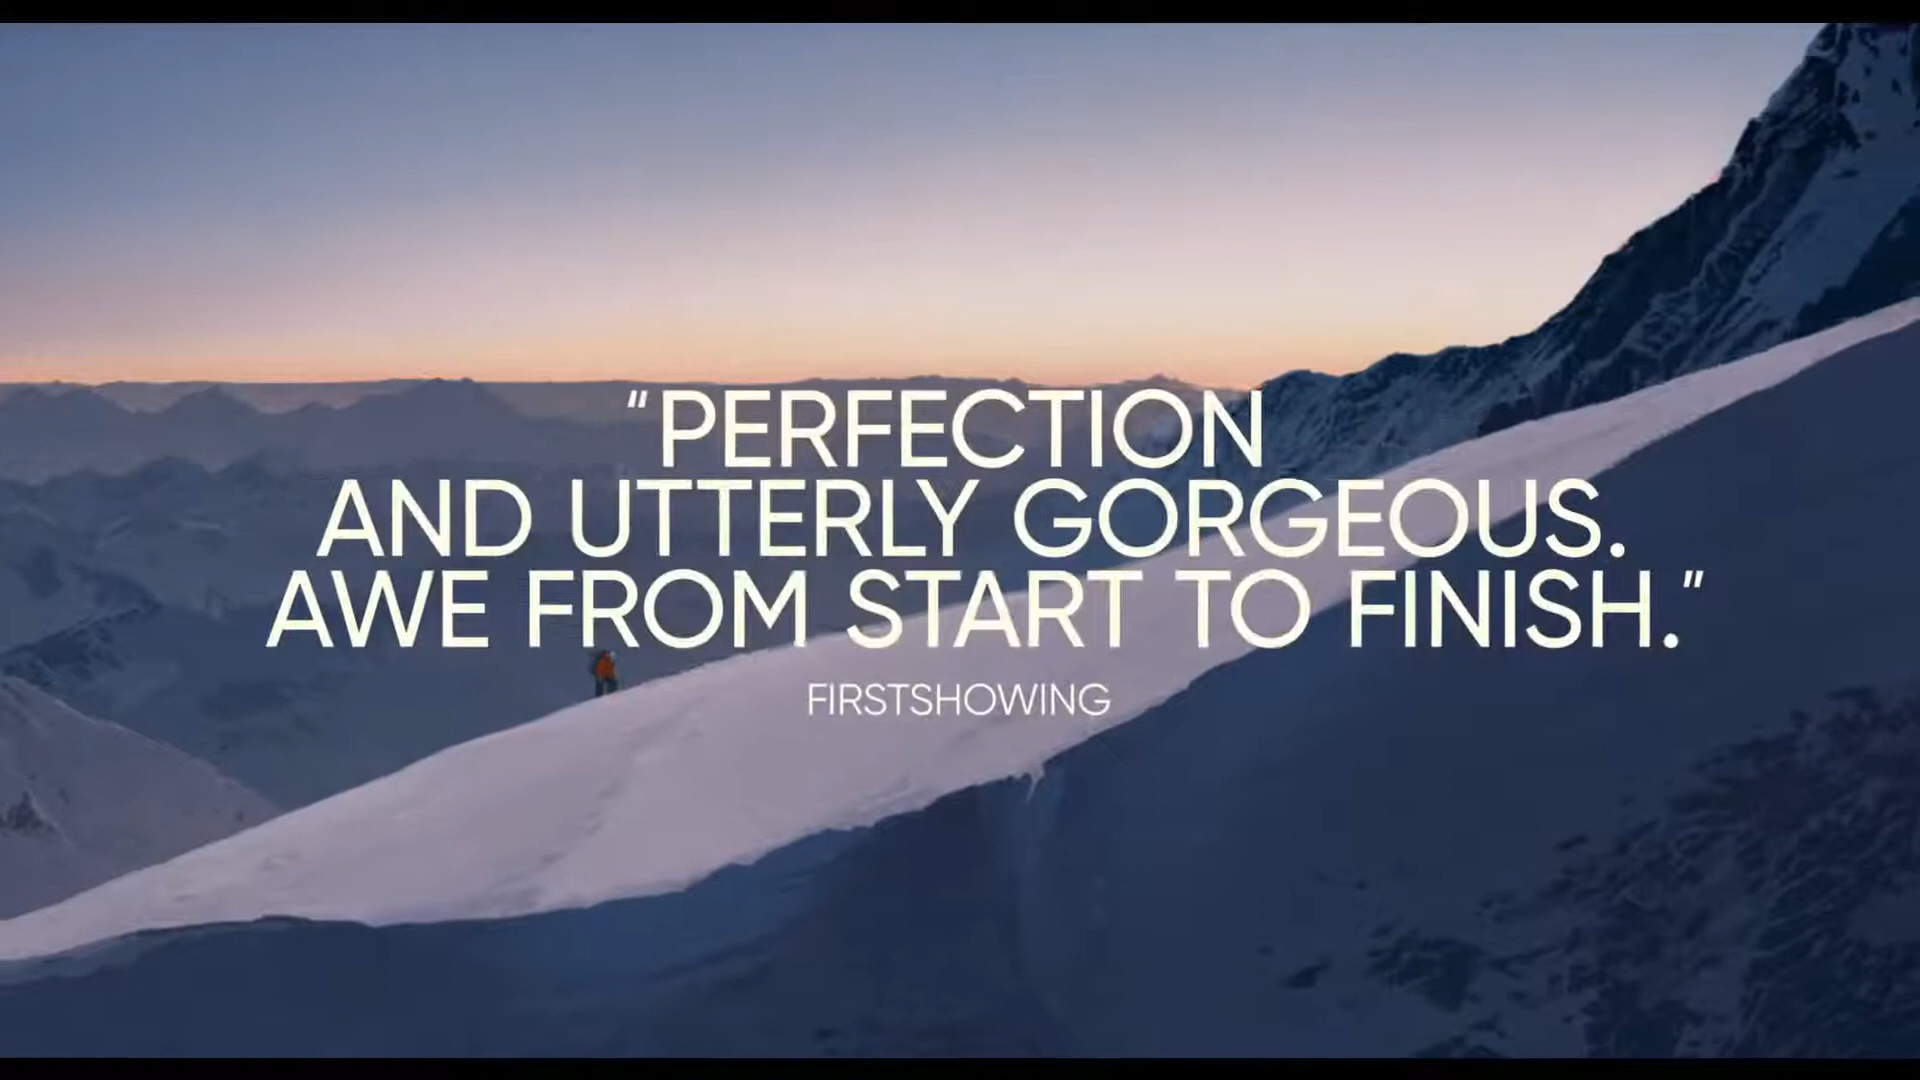 "PERFECTION
AND UTTERLY GORGEOUS.
AWE FROM START TO FINISH."
FIRSTSHOWING